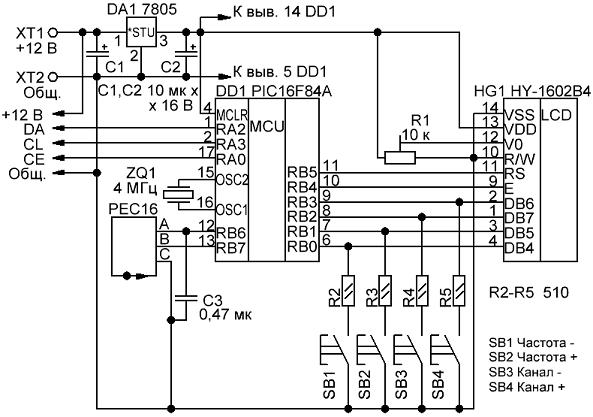 DA1 7805
XT1
+12 В
1
*STU
3
2
К выв. 14 DD1
C1
C2
XT2
Общ.
C1,C2 10 мк x
x 16 В
К выв. 5 DD1
DD1 PIC16F84A
HG1 HY-1602B4
+12 В
DA
CL
CE
Общ.
4
1
2
17
MCLR
RA2
RA3
RA0
MCU
R1
10 к
14
13
12
10
VSS
VDD
V0
R/W
LCD
ZQ1
4 МГц
15
OSC2
16
OSC1
RB5
RB4
RB3
RB2
RB1
RB0
11
10
9
8
7
6
11
9
2
1
3
4
RS
E
DB6
DB7
DB5
DB4
РЕС16
A
B
C
12
13
RB6
RB7
C3
0,47 мк
R2
R3
R4
R5
R2-R5 510
SB1
SB2
SB3
SB4
SB1 Частота -
SB2 Частота +
SB3 Канал -
SB4 Канал +